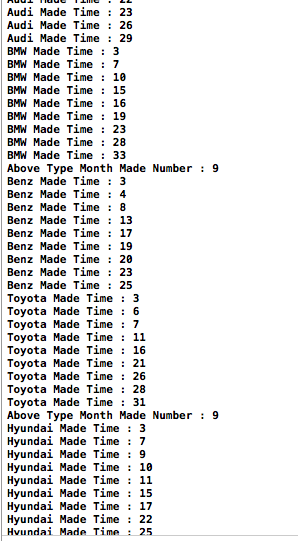 Audi Made Time : 22
Audi Made Time : 23
Audi Made Time : 26
Audi Made Time : 29
BMW Made Time : 3
BMW Made Time : 7
BMW Made Time : 10
BMW Made Time : 15
BMW Made Time : 16
BMW Made Time : 19
BMW Made Time : 23
BMW Made Time : 28
BMW Made Time : 33
Above Type Month Made Number : 9
Benz Made Time : 3
Benz Made Time : 4
Benz Made Time : 8
Benz Made Time : 13
Benz Made Time : 17
Benz Made Time : 19
Benz Made Time : 20
Benz Made Time : 23
Benz Made Time : 25
Toyota Made Time : 3
Toyota Made Time : 6
Toyota Made Time : 7
Toyota Made Time : 11
Toyota Made Time : 16
Toyota Made Time : 21
Toyota Made Time : 26
Toyota Made Time : 28
Toyota Made Time : 31
Above Type Month Made Number : 9
Hyundai Made Time : 3
Hyundai Made Time : 7
Hyundai Made Time : 9
Hyundai Made Time : 10
Hyundai Made Time : 11
Hyundai Made Time : 15
Hyundai Made Time : 17
Hyundai Made Time : 22
Hyundai Made Time : 25